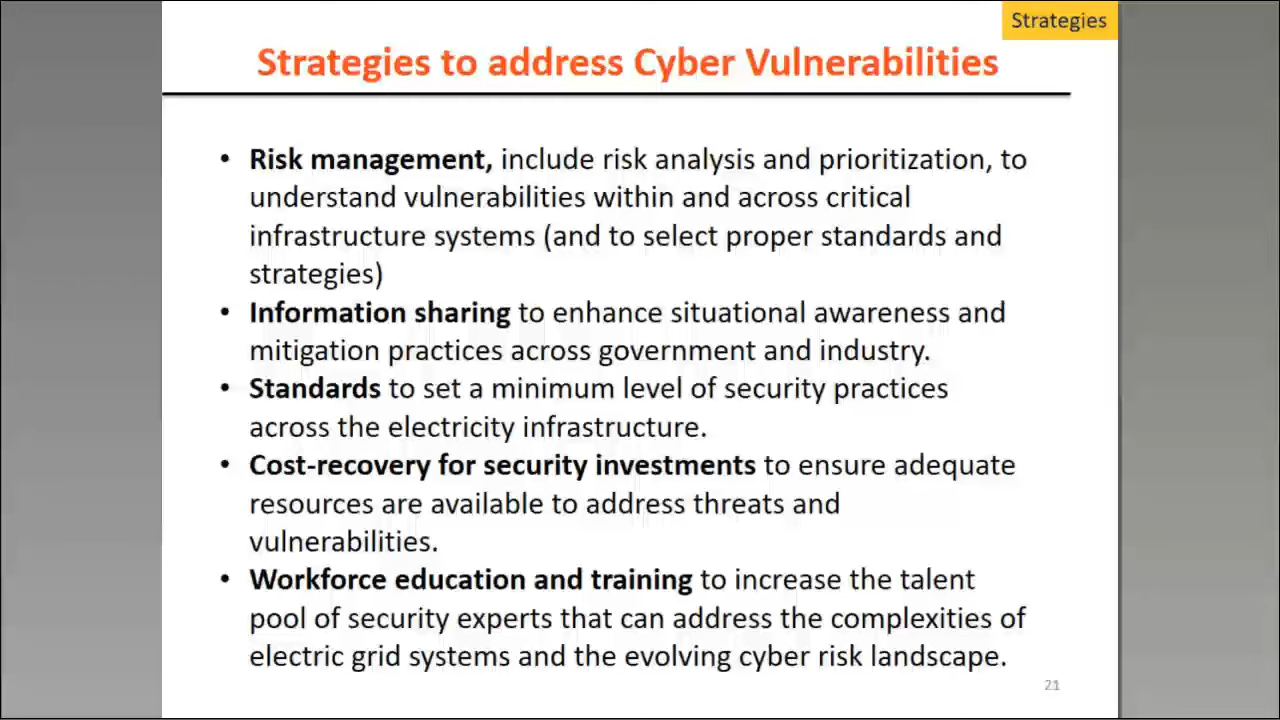 Strategies
Strategies to address Cyber Vulnerabilities
• Risk management, include risk analysis and prioritization, to
understand vulnerabilities within and across critical
infrastructure systems (and to select proper standards and
strategies)
• Information sharing to enhance situational awareness and
mitigation practices across government and industry.
• Standards to set a minimum level of security practices
across the electricity infrastructure.
• Cost-recovery for security investments to ensure adequate
resources are available to address threats and
vulnerabilities.
• Workforce education and training to increase the talent
pool of security experts that can address the complexities of
electric grid systems and the evolving cyber risk landscape.
21